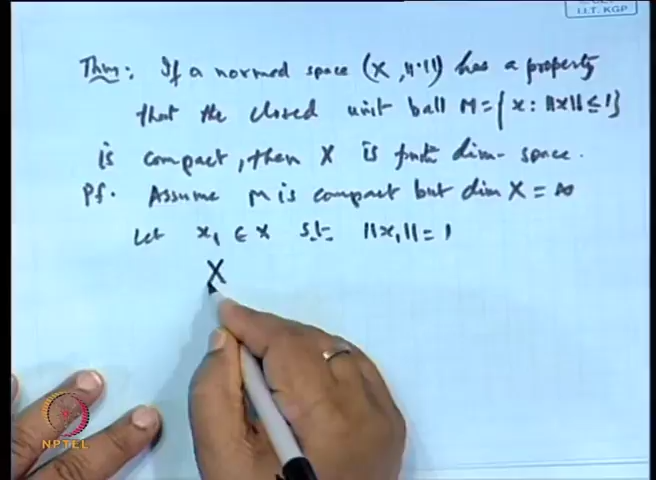 I.I.T. KGP
Thm: If a normed space (X, ||·||) has a property
that the closed unit ball M = {x : ||x|| ≤ 1}
is compact, then X is finite dim- space.
Pf. Assume M is compact but dim X = ∞
Let x₁ ∈ X s.t. ||x₁|| = 1
X
NPTEL